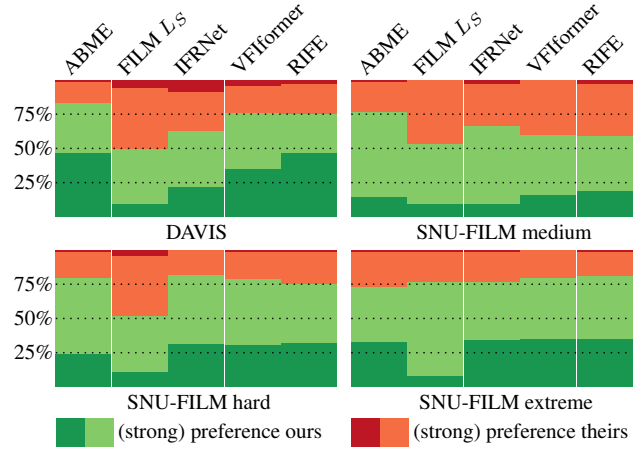 ABME FILM L_S IFRNet VFIformer RIFE ABME FILM L_S IFRNet VFIformer RIFE
75%
50%
25%
DAVIS SNU-FILM medium
75%
50%
25%
SNU-FILM hard SNU-FILM extreme
(strong) preference ours (strong) preference theirs